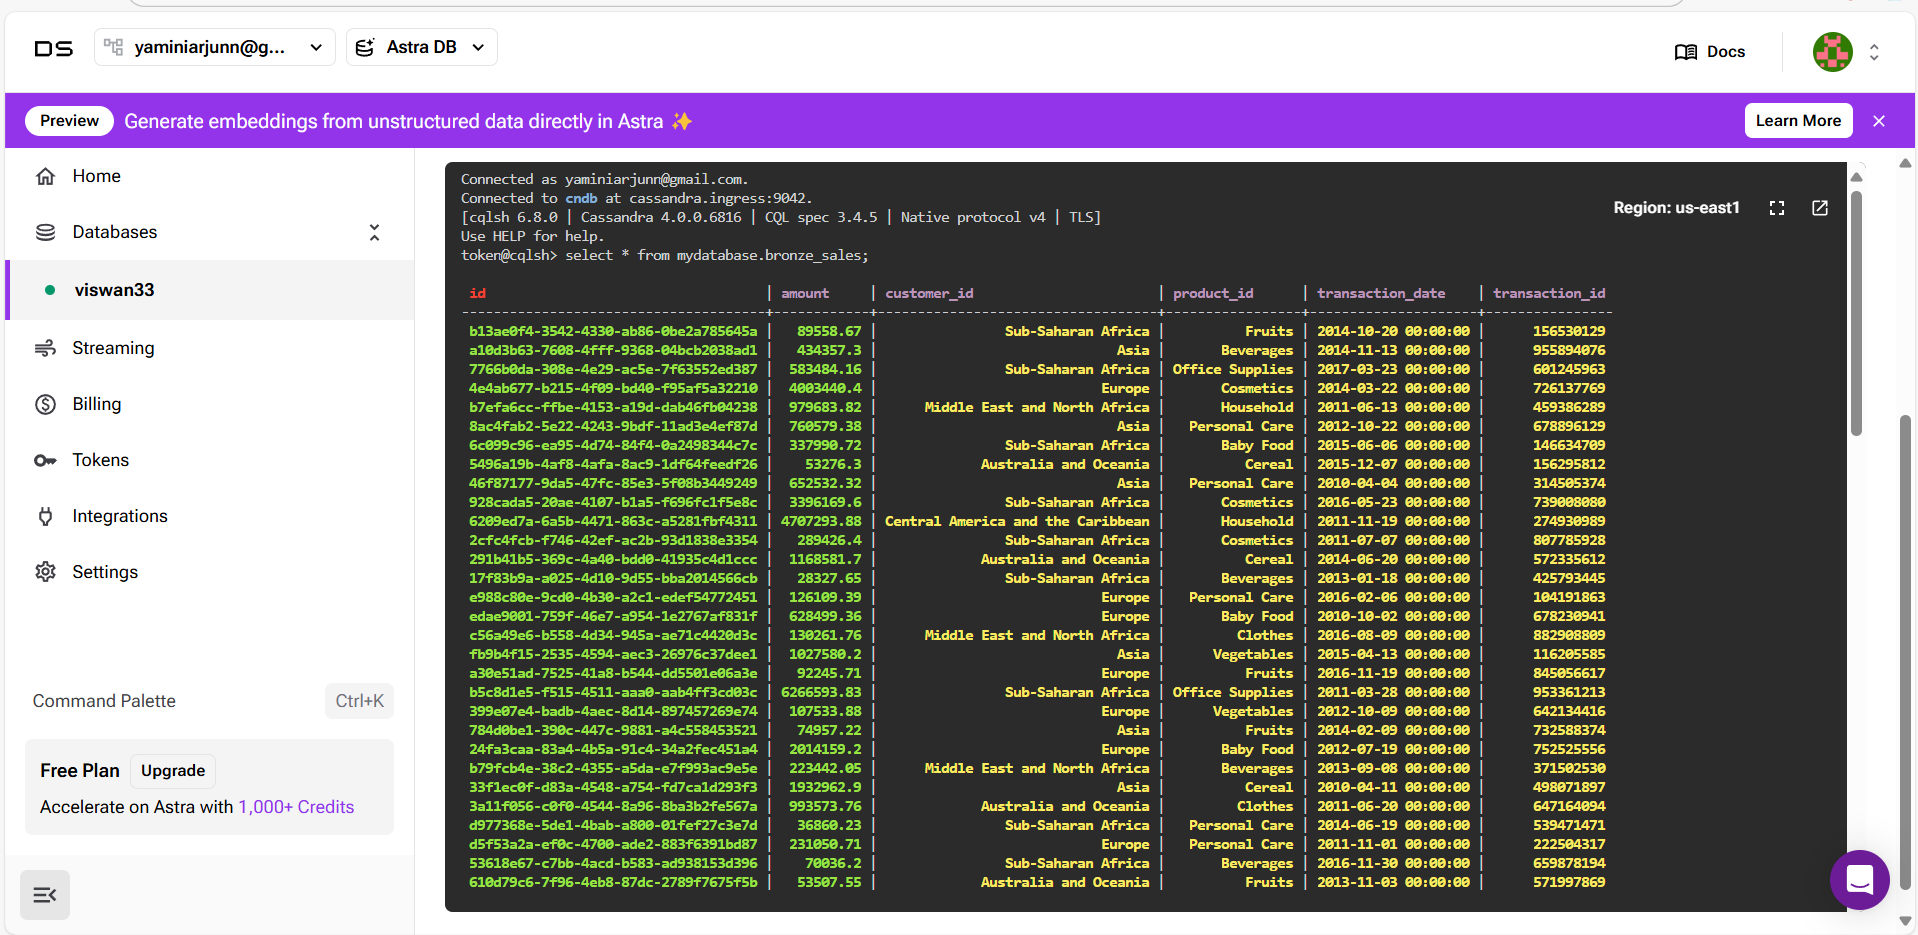 DS
yaminiarjunn@g...
Astra DB
Docs
Preview
Generate embeddings from unstructured data directly in Astra ✨
Learn More
Home
Databases
viswan33
Streaming
Billing
Tokens
Integrations
Settings
Command Palette
Ctrl+K
Free Plan
Upgrade
Accelerate on Astra with 1,000+ Credits
Connected as yaminiarjunn@gmail.com.
Connected to cndb at cassandra.ingress:9042.
[cqlsh 6.8.0 | Cassandra 4.0.0.6816 | CQL spec 3.4.5 | Native protocol v4 | TLS]
Use HELP for help.
token@cqlsh> select * from mydatabase.bronze_sales;
Region: us-east1
id | amount | customer_id | product_id | transaction_date | transaction_id
b13ae0f4-3542-4330-ab86-0be2a785645a | 89558.67 | Sub-Saharan Africa | Fruits | 2014-10-20 00:00:00 | 156530129
a10d3b63-7608-4fff-9368-04bcb2038ad1 | 434357.3 | Asia | Beverages | 2014-11-13 00:00:00 | 955894076
7766b0da-308e-4e29-ac5e-7f63552ed387 | 583484.16 | Sub-Saharan Africa | Office Supplies | 2017-03-23 00:00:00 | 601245963
4e4ab677-b215-4f09-bd40-f95af5a32210 | 4003440.4 | Europe | Cosmetics | 2014-03-22 00:00:00 | 726137769
b7efa6cc-ffbe-4153-a19d-dab46fb04238 | 979683.82 | Middle East and North Africa | Household | 2011-06-13 00:00:00 | 459386289
8ac4fab2-5e22-4243-9bdf-11ad3e4ef87d | 760579.38 | Asia | Personal Care | 2012-10-22 00:00:00 | 678896129
6c099c96-ea95-4d74-84f4-0a2498344c7c | 337990.72 | Sub-Saharan Africa | Baby Food | 2015-06-06 00:00:00 | 146634709
5496a19b-4af8-4afa-8ac9-1df64feedf26 | 53276.3 | Australia and Oceania | Cereal | 2015-12-07 00:00:00 | 156295812
46f87177-9da5-47fc-85e3-5f08b3449249 | 652532.32 | Asia | Personal Care | 2010-04-04 00:00:00 | 314505374
928cada5-20ae-4107-b1a5-f696fc1f5e8c | 3396169.6 | Sub-Saharan Africa | Cosmetics | 2016-05-23 00:00:00 | 739008080
6209ed7a-6a5b-4471-863c-a5281fbf4311 | 4707293.88 | Central America and the Caribbean | Household | 2011-11-19 00:00:00 | 274930989
2cfc4fcb-f746-42ef-ac2b-93d1838e3354 | 289426.4 | Sub-Saharan Africa | Cosmetics | 2011-07-07 00:00:00 | 807785928
291b41b5-369c-4a40-bdd0-41935c4d1ccc | 1168581.7 | Australia and Oceania | Cereal | 2014-06-20 00:00:00 | 572335612
17f83b9a-a025-4d10-9d55-bba2014566cb | 28327.65 | Sub-Saharan Africa | Beverages | 2013-01-18 00:00:00 | 425793445
e988c80e-9cd0-4b30-a2c1-edef54772451 | 126109.39 | Europe | Personal Care | 2016-02-06 00:00:00 | 104191863
edae9001-759f-46e7-a954-1e2767af831f | 628499.36 | Europe | Baby Food | 2010-10-02 00:00:00 | 678230941
c56a49e6-b558-4d34-945a-ae71c4420d3c | 130261.76 | Middle East and North Africa | Clothes | 2016-08-09 00:00:00 | 882908809
fb9b4f15-2535-4594-aec3-26976c37dee1 | 1027580.2 | Asia | Vegetables | 2015-04-13 00:00:00 | 116205585
a30e51ad-7525-41a8-b544-dd5501e06a3e | 92245.71 | Europe | Fruits | 2016-11-19 00:00:00 | 845056617
b5c8d1e5-f515-4511-aaa0-aab4ff3cd03c | 6266593.83 | Sub-Saharan Africa | Office Supplies | 2011-03-28 00:00:00 | 953361213
399e07e4-badb-4aec-8d14-897457269e74 | 107533.88 | Europe | Vegetables | 2012-10-09 00:00:00 | 642134416
784d0be1-390c-447c-9881-a4c558453521 | 74957.22 | Asia | Fruits | 2014-02-09 00:00:00 | 732588374
24fa3caa-83a4-4b5a-91c4-34a2fec451a4 | 2014159.2 | Europe | Baby Food | 2012-07-19 00:00:00 | 752525556
b79fcb4e-38c2-4355-a5da-e7f993ac9e5e | 223442.05 | Middle East and North Africa | Beverages | 2013-09-08 00:00:00 | 371502530
33f1ec0f-d83a-4548-a754-fd7ca1d293f3 | 1932962.9 | Asia | Cereal | 2010-04-11 00:00:00 | 498071897
3a11f056-c0f0-4544-8a96-8ba3b2fe567a | 993573.76 | Australia and Oceania | Clothes | 2011-06-20 00:00:00 | 647164094
d977368e-5de1-4bab-a800-01fef27c3e7d | 36860.23 | Sub-Saharan Africa | Personal Care | 2014-06-19 00:00:00 | 539471471
d5f53a2a-ef0c-4700-ade2-883f6391bd87 | 231050.71 | Europe | Personal Care | 2011-11-01 00:00:00 | 222504317
53618e67-c7bb-4acd-b583-ad938153d396 | 70036.2 | Sub-Saharan Africa | Beverages | 2016-11-30 00:00:00 | 659878194
610d79c6-7f96-4eb8-87dc-2789f7675f5b | 53507.55 | Australia and Oceania | Fruits | 2013-11-03 00:00:00 | 571997869